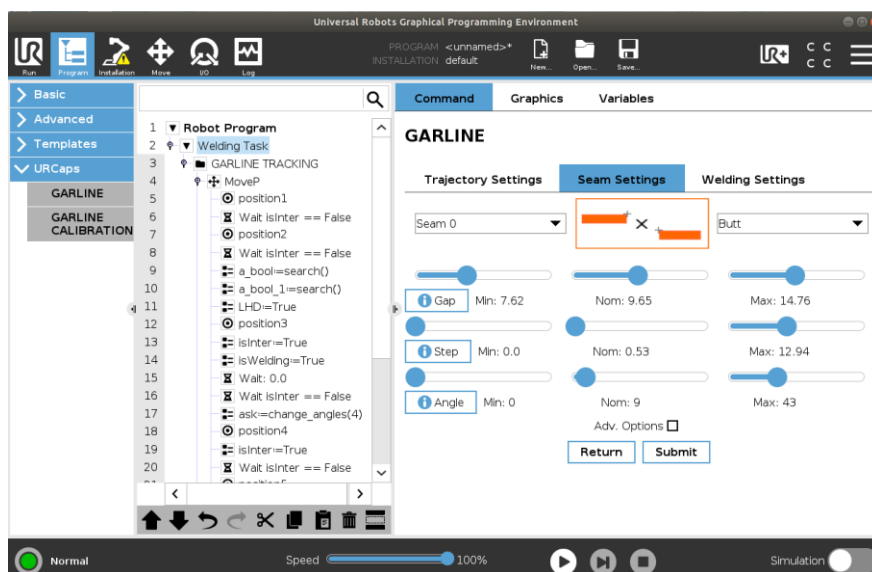 Universal Robots Graphical Programming Environment
UR Run Program Installation Move I/O Log
PROGRAM <unnamed>*
INSTALLATION default
New... Open... Save...
UR+
C C
C C
Basic
Advanced
Templates
URCaps
GARLINE
GARLINE
CALIBRATION
1 Robot Program
2 Welding Task
3 GARLINE TRACKING
4 MoveP
5 position1
6 Wait isInter == False
7 position2
8 Wait isInter == False
9 a_bool≔search()
10 a_bool_1≔search()
11 LHD≔True
12 position3
13 isInter≔True
14 isWelding≔True
15 Wait: 0.0
16 Wait isInter == False
17 ask≔change_angles(4)
18 position4
19 isInter≔True
20 Wait isInter == False
Command Graphics Variables
GARLINE
Trajectory Settings Seam Settings Welding Settings
Seam 0 Butt
Gap Min: 7.62 Nom: 9.65 Max: 14.76
Step Min: 0.0 Nom: 0.53 Max: 12.94
Angle Min: 0 Nom: 9 Max: 43
Adv. Options
Return Submit
Normal Speed 100% Simulation